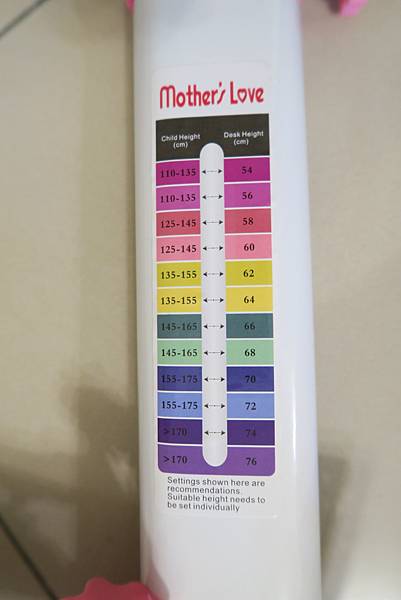 Mother's Love
Child Height Desk Height
(cm) (cm)
110-135 54
110-135 56
125-145 58
125-145 60
135-155 62
135-155 64
145-165 66
145-165 68
155-175 70
155-175 72
>170 74
>170 76
Settings shown here are
recommendations.
Suitable height needs to
be set individually